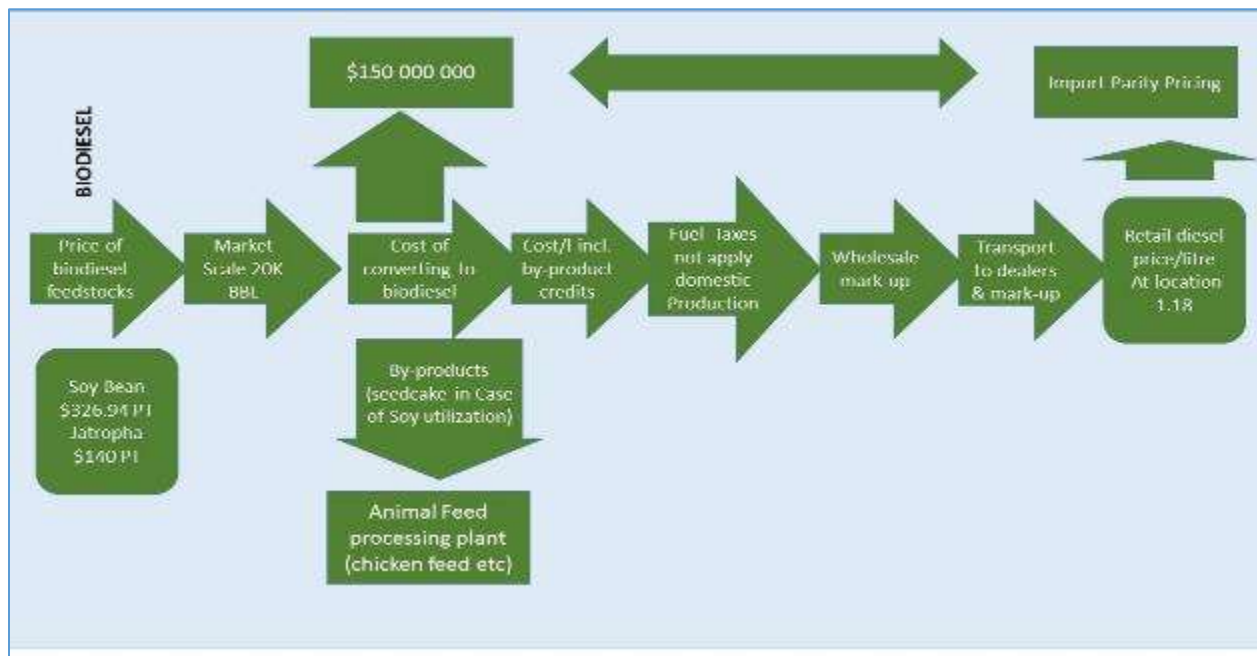 $150 000 000
Import Parity Pricing
BIODIESEL
Price of
biodiesel
feedstocks
Market
Scale 20K
BBL
Cost of
converting to
biodiesel
Cost/l incl.
by-product
credits
Fuel Taxes
not apply
domestic
Production
Wholesale
mark up
Transport
to dealers
& mark-up
Retail diesel
price/litre
At location
1.18
Soy Bean
$326.94 PT
Jatropha
$140 PT
By-products
(seedcake in Case
of Soy utilization)
Animal Feed
processing plant
(chicken feed etc)